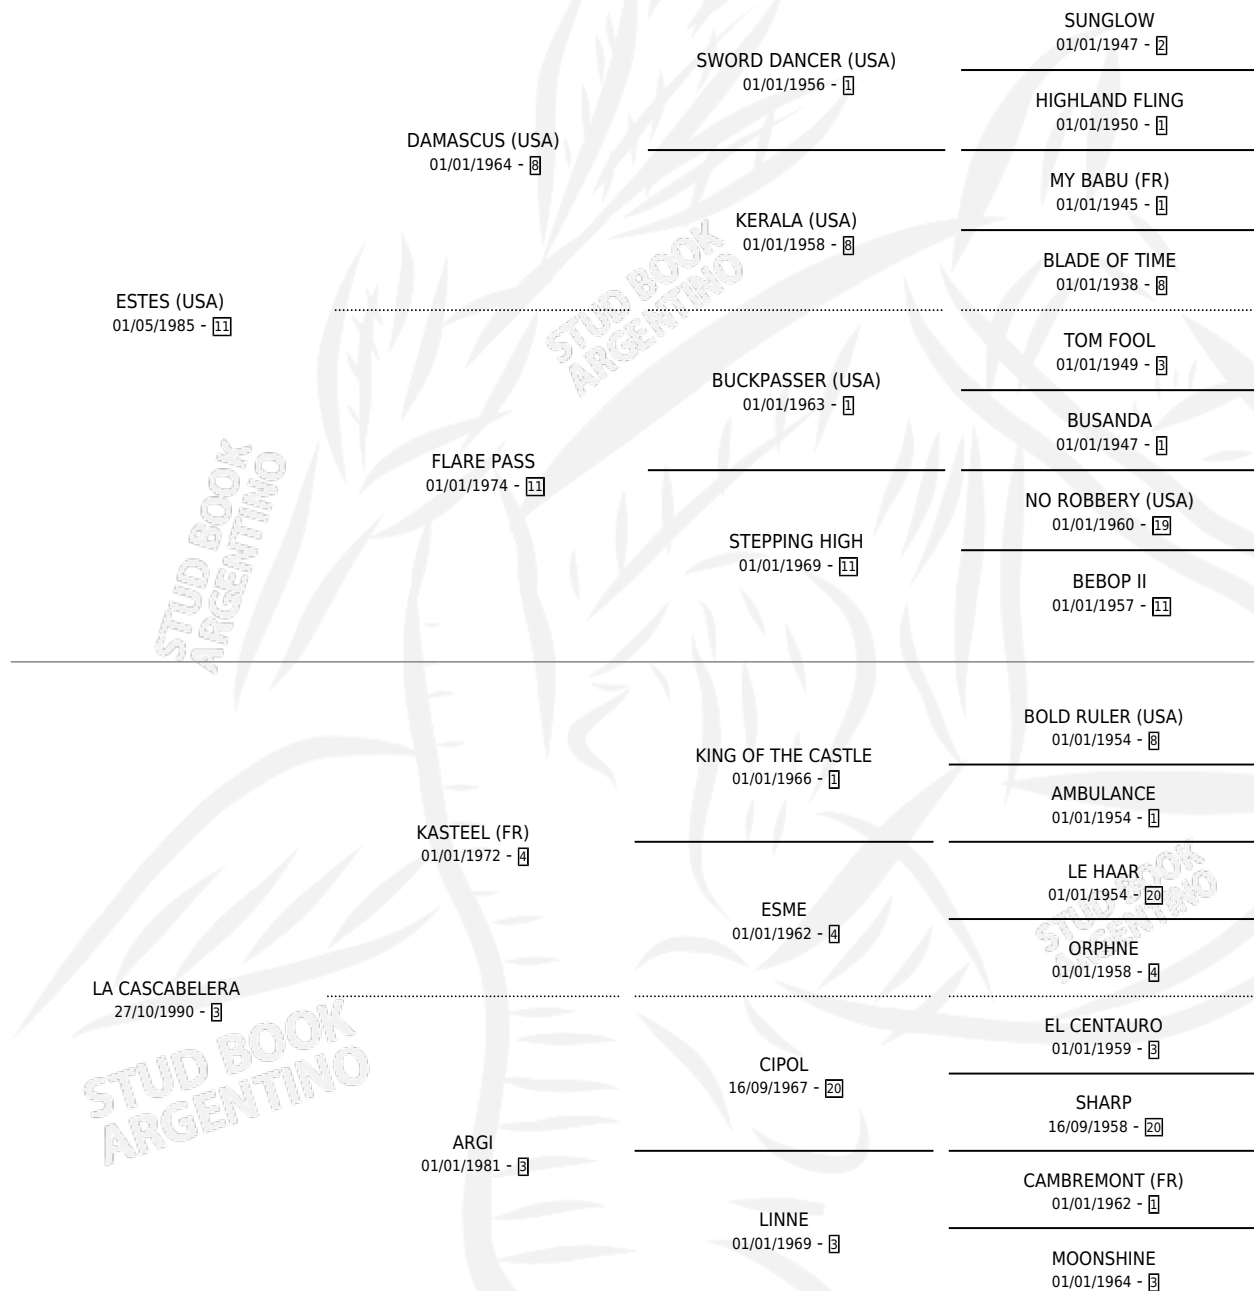 SUNGLOW
01/01/1947 - 2
SWORD DANCER (USA)
01/01/1956 - 1
HIGHLAND FLING
01/01/1950 - 1
DAMASCUS (USA)
01/01/1964 - 8
MY BABU (FR)
01/01/1945 - 1
KERALA (USA)
01/01/1958 - 8
BLADE OF TIME
01/01/1938 - 8
ESTES (USA)
01/05/1985 - 11
TOM FOOL
01/01/1949 - 3
BUCKPASSER (USA)
01/01/1963 - 1
BUSANDA
01/01/1947 - 1
FLARE PASS
01/01/1974 - 11
NO ROBBERY (USA)
01/01/1960 - 19
STEPPING HIGH
01/01/1969 - 11
BEBOP II
01/01/1957 - 11
BOLD RULER (USA)
01/01/1954 - 8
KING OF THE CASTLE
01/01/1966 - 1
AMBULANCE
01/01/1954 - 1
KASTEEL (FR)
01/01/1972 - 4
LE HAAR
01/01/1954 - 20
ESME
01/01/1962 - 4
ORPHNE
01/01/1958 - 4
LA CASCABELERA
27/10/1990 - 3
EL CENTAURO
01/01/1959 - 3
CIPOL
16/09/1967 - 20
SHARP
16/09/1958 - 20
ARGI
01/01/1981 - 3
CAMBREMONT (FR)
01/01/1962 - 1
LINNE
01/01/1969 - 3
MOONSHINE
01/01/1964 - 3
STUD BOOK
ARGENTINO
STUD BOOK
ARGENTINO
STUD BOOK
ARGENTINO
STUD BOOK
ARGENTINO